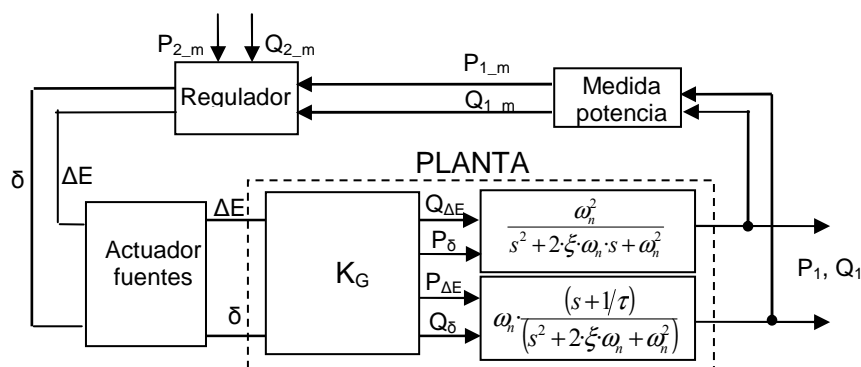 P2_m Q2_m
Regulador
P1_m
Q1_m
Medida
potencia
δ
ΔE
PLANTA
Actuador
fuentes
ΔE
δ
KG
QΔE
Pδ
PΔE
Qδ
ωn² / (s² + 2·ξ·ωn·s + ωn²)
ωn · (s + 1/τ) / (s² + 2·ξ·ωn + ωn²)
P1, Q1